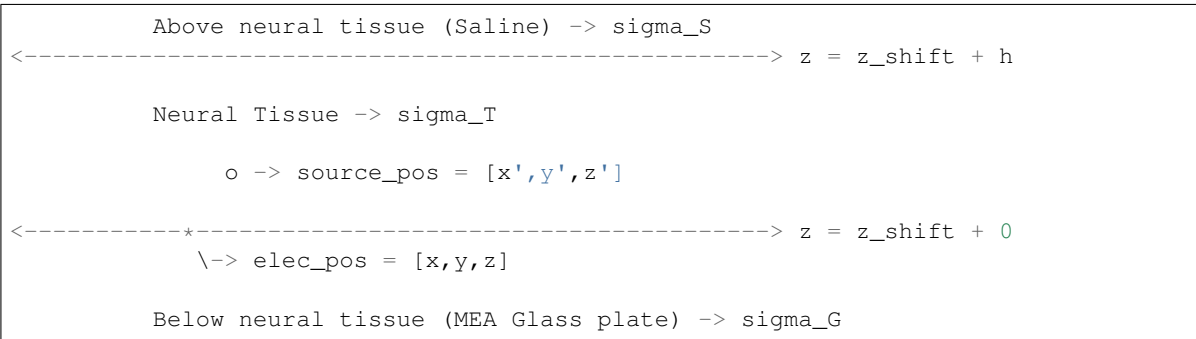 Above neural tissue (Saline) -> sigma_S
<----------------------------------------------------> z = z_shift + h
Neural Tissue -> sigma_T
o -> source_pos = [x',y',z']
<-----------*----------------------------------------> z = z_shift + 0
\-> elec_pos = [x,y,z]
Below neural tissue (MEA Glass plate) -> sigma_G